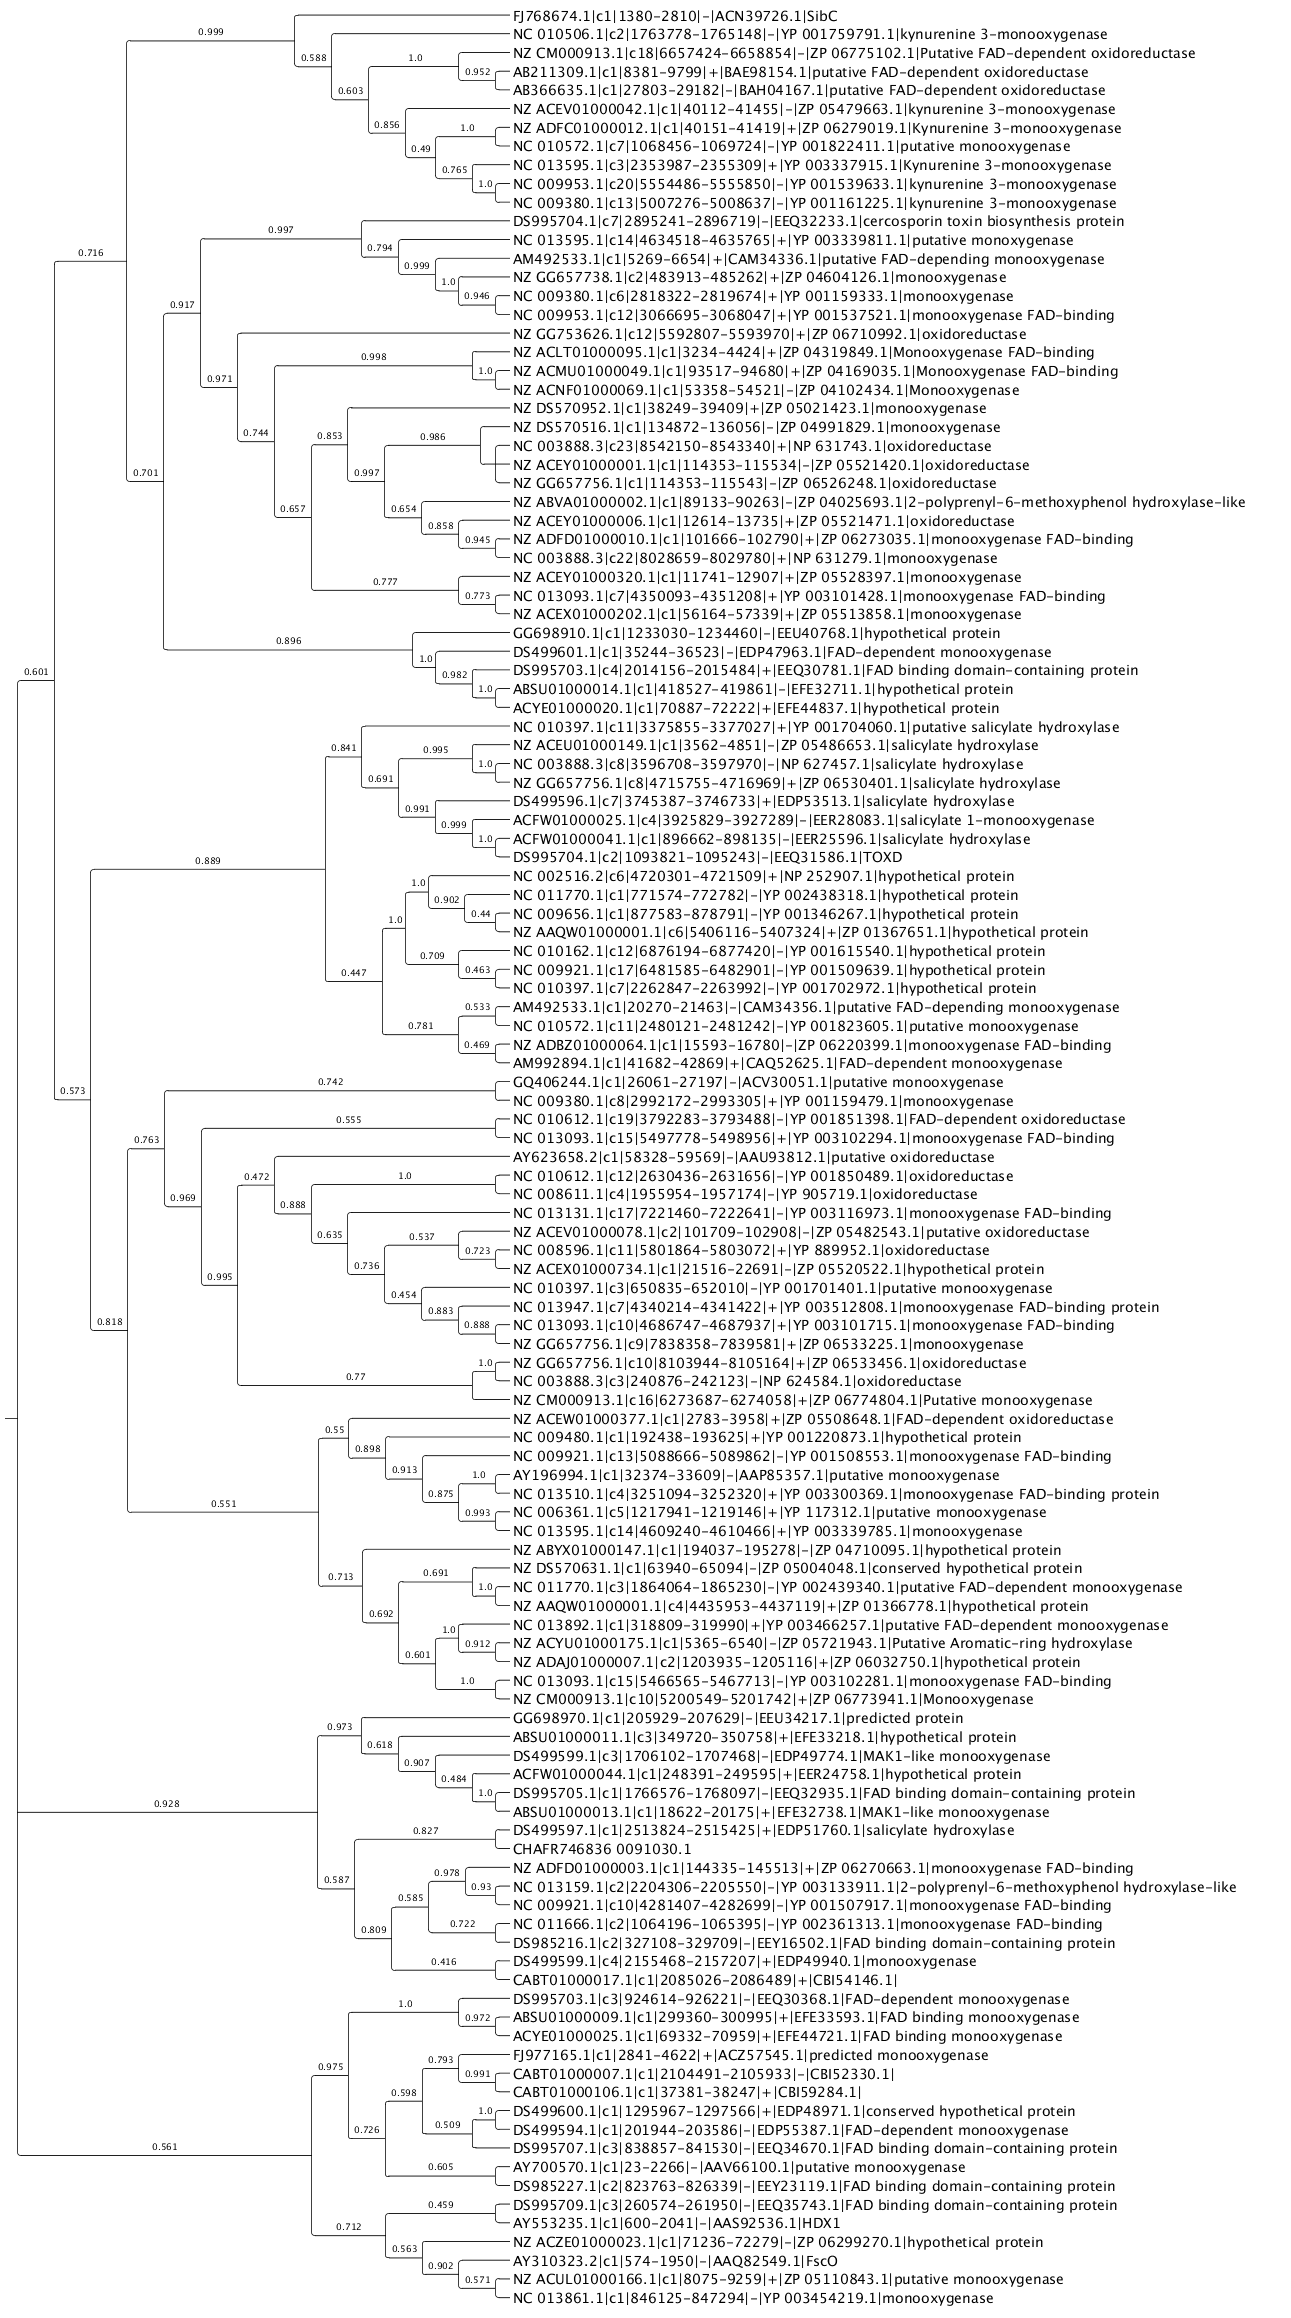 FJ768674.1|c1|1380-2810|-|ACN39726.1|SibC
0.999
NC 010506.1|c2|1763778-1765148|-|YP 001759791.1|kynurenine 3-monooxygenase
0.588
NZ CM000913.1|c18|6657424-6658854|-|ZP 06775102.1|Putative FAD-dependent oxidoreductase
1.0
AB211309.1|c1|8381-9799|+|BAE98154.1|putative FAD-dependent oxidoreductase
0.952
AB366635.1|c1|27803-29182|-|BAH04167.1|putative FAD-dependent oxidoreductase
0.603
NZ ACEV01000042.1|c1|40112-41455|-|ZP 05479663.1|kynurenine 3-monooxygenase
0.856
NZ ADFC01000012.1|c1|40151-41419|+|ZP 06279019.1|Kynurenine 3-monooxygenase
1.0
NC 010572.1|c7|1068456-1069724|-|YP 001822411.1|putative monooxygenase
0.49
NC 013595.1|c3|2353987-2355309|+|YP 003337915.1|Kynurenine 3-monooxygenase
0.765
NC 009953.1|c20|5554486-5555850|-|YP 001539633.1|kynurenine 3-monooxygenase
1.0
NC 009380.1|c13|5007276-5008637|-|YP 001161225.1|kynurenine 3-monooxygenase
DS995704.1|c7|2895241-2896719|-|EEQ32233.1|cercosporin toxin biosynthesis protein
0.997
NC 013595.1|c14|4634518-4635765|+|YP 003339811.1|putative monoxygenase
0.794
0.716
AM492533.1|c1|5269-6654|+|CAM34336.1|putative FAD-depending monooxygenase
0.999
NZ GG657738.1|c2|483913-485262|+|ZP 04604126.1|monooxygenase
1.0
NC 009380.1|c6|2818322-2819674|+|YP 001159333.1|monooxygenase
0.946
0.917
NC 009953.1|c12|3066695-3068047|+|YP 001537521.1|monooxygenase FAD-binding
NZ GG753626.1|c12|5592807-5593970|+|ZP 06710992.1|oxidoreductase
NZ ACLT01000095.1|c1|3234-4424|+|ZP 04319849.1|Monooxygenase FAD-binding
0.998
NZ ACMU01000049.1|c1|93517-94680|+|ZP 04169035.1|Monooxygenase FAD-binding
1.0
0.971
NZ ACNF01000069.1|c1|53358-54521|-|ZP 04102434.1|Monooxygenase
NZ DS570952.1|c1|38249-39409|+|ZP 05021423.1|monooxygenase
NZ DS570516.1|c1|134872-136056|-|ZP 04991829.1|monooxygenase
0.744
0.853
0.986
NC 003888.3|c23|8542150-8543340|+|NP 631743.1|oxidoreductase
NZ ACEY01000001.1|c1|114353-115534|-|ZP 05521420.1|oxidoreductase
0.701
0.997
NZ GG657756.1|c1|114353-115543|-|ZP 06526248.1|oxidoreductase
NZ ABVA01000002.1|c1|89133-90263|-|ZP 04025693.1|2-polyprenyl-6-methoxyphenol hydroxylase-like
0.657
0.654
NZ ACEY01000006.1|c1|12614-13735|+|ZP 05521471.1|oxidoreductase
0.858
NZ ADFD01000010.1|c1|101666-102790|+|ZP 06273035.1|monooxygenase FAD-binding
0.945
NC 003888.3|c22|8028659-8029780|+|NP 631279.1|monooxygenase
NZ ACEY01000320.1|c1|11741-12907|+|ZP 05528397.1|monooxygenase
0.777
NC 013093.1|c7|4350093-4351208|+|YP 003101428.1|monooxygenase FAD-binding
0.773
NZ ACEX01000202.1|c1|56164-57339|+|ZP 05513858.1|monooxygenase
GG698910.1|c1|1233030-1234460|-|EEU40768.1|hypothetical protein
0.896
DS499601.1|c1|35244-36523|-|EDP47963.1|FAD-dependent monooxygenase
1.0
DS995703.1|c4|2014156-2015484|+|EEQ30781.1|FAD binding domain-containing protein
0.601
0.982
ABSU01000014.1|c1|418527-419861|-|EFE32711.1|hypothetical protein
1.0
ACYE01000020.1|c1|70887-72222|+|EFE44837.1|hypothetical protein
NC 010397.1|c11|3375855-3377027|+|YP 001704060.1|putative salicylate hydroxylase
NZ ACEU01000149.1|c1|3562-4851|-|ZP 05486653.1|salicylate hydroxylase
0.841
0.995
NC 003888.3|c8|3596708-3597970|-|NP 627457.1|salicylate hydroxylase
1.0
NZ GG657756.1|c8|4715755-4716969|+|ZP 06530401.1|salicylate hydroxylase
0.691
DS499596.1|c7|3745387-3746733|+|EDP53513.1|salicylate hydroxylase
0.991
ACFW01000025.1|c4|3925829-3927289|-|EER28083.1|salicylate 1-monooxygenase
0.999
ACFW01000041.1|c1|896662-898135|-|EER25596.1|salicylate hydroxylase
1.0
DS995704.1|c2|1093821-1095243|-|EEQ31586.1|TOXD
0.889
NC 002516.2|c6|4720301-4721509|+|NP 252907.1|hypothetical protein
1.0
NC 011770.1|c1|771574-772782|-|YP 002438318.1|hypothetical protein
0.902
NC 009656.1|c1|877583-878791|-|YP 001346267.1|hypothetical protein
0.44
1.0
NZ AAQW01000001.1|c6|5406116-5407324|+|ZP 01367651.1|hypothetical protein
NC 010162.1|c12|6876194-6877420|-|YP 001615540.1|hypothetical protein
0.709
NC 009921.1|c17|6481585-6482901|-|YP 001509639.1|hypothetical protein
0.463
0.447
NC 010397.1|c7|2262847-2263992|-|YP 001702972.1|hypothetical protein
AM492533.1|c1|20270-21463|-|CAM34356.1|putative FAD-depending monooxygenase
0.533
NC 010572.1|c11|2480121-2481242|-|YP 001823605.1|putative monooxygenase
0.781
NZ ADBZ01000064.1|c1|15593-16780|-|ZP 06220399.1|monooxygenase FAD-binding
0.469
AM992894.1|c1|41682-42869|+|CAQ52625.1|FAD-dependent monooxygenase
GQ406244.1|c1|26061-27197|-|ACV30051.1|putative monooxygenase
0.742
0.573
NC 009380.1|c8|2992172-2993305|+|YP 001159479.1|monooxygenase
NC 010612.1|c19|3792283-3793488|-|YP 001851398.1|FAD-dependent oxidoreductase
0.555
NC 013093.1|c15|5497778-5498956|+|YP 003102294.1|monooxygenase FAD-binding
0.763
AY623658.2|c1|58328-59569|-|AAU93812.1|putative oxidoreductase
NC 010612.1|c12|2630436-2631656|-|YP 001850489.1|oxidoreductase
0.472
1.0
NC 008611.1|c4|1955954-1957174|-|YP 905719.1|oxidoreductase
0.969
0.888
NC 013131.1|c17|7221460-7222641|-|YP 003116973.1|monooxygenase FAD-binding
NZ ACEV01000078.1|c2|101709-102908|-|ZP 05482543.1|putative oxidoreductase
0.635
0.537
NC 008596.1|c11|5801864-5803072|+|YP 889952.1|oxidoreductase
0.723
NZ ACEX01000734.1|c1|21516-22691|-|ZP 05520522.1|hypothetical protein
0.736
0.995
NC 010397.1|c3|650835-652010|-|YP 001701401.1|putative monooxygenase
0.454
NC 013947.1|c7|4340214-4341422|+|YP 003512808.1|monooxygenase FAD-binding protein
0.883
NC 013093.1|c10|4686747-4687937|+|YP 003101715.1|monooxygenase FAD-binding
0.818
0.888
NZ GG657756.1|c9|7838358-7839581|+|ZP 06533225.1|monooxygenase
NZ GG657756.1|c10|8103944-8105164|+|ZP 06533456.1|oxidoreductase
1.0
NC 003888.3|c3|240876-242123|-|NP 624584.1|oxidoreductase
0.77
NZ CM000913.1|c16|6273687-6274058|+|ZP 06774804.1|Putative monooxygenase
NZ ACEW01000377.1|c1|2783-3958|+|ZP 05508648.1|FAD-dependent oxidoreductase
0.55
NC 009480.1|c1|192438-193625|+|YP 001220873.1|hypothetical protein
0.898
NC 009921.1|c13|5088666-5089862|-|YP 001508553.1|monooxygenase FAD-binding
0.913
AY196994.1|c1|32374-33609|-|AAP85357.1|putative monooxygenase
1.0
NC 013510.1|c4|3251094-3252320|+|YP 003300369.1|monooxygenase FAD-binding protein
0.875
0.551
NC 006361.1|c5|1217941-1219146|+|YP 117312.1|putative monooxygenase
0.993
NC 013595.1|c14|4609240-4610466|+|YP 003339785.1|monooxygenase
NZ ABYX01000147.1|c1|194037-195278|-|ZP 04710095.1|hypothetical protein
NZ DS570631.1|c1|63940-65094|-|ZP 05004048.1|conserved hypothetical protein
0.713
0.691
NC 011770.1|c3|1864064-1865230|-|YP 002439340.1|putative FAD-dependent monooxygenase
1.0
NZ AAQW01000001.1|c4|4435953-4437119|+|ZP 01366778.1|hypothetical protein
0.692
NC 013892.1|c1|318809-319990|+|YP 003466257.1|putative FAD-dependent monooxygenase
1.0
NZ ACYU01000175.1|c1|5365-6540|-|ZP 05721943.1|Putative Aromatic-ring hydroxylase
0.912
0.601
NZ ADAJ01000007.1|c2|1203935-1205116|+|ZP 06032750.1|hypothetical protein
NC 013093.1|c15|5466565-5467713|-|YP 003102281.1|monooxygenase FAD-binding
1.0
NZ CM000913.1|c10|5200549-5201742|+|ZP 06773941.1|Monooxygenase
GG698970.1|c1|205929-207629|-|EEU34217.1|predicted protein
0.973
ABSU01000011.1|c3|349720-350758|+|EFE33218.1|hypothetical protein
0.618
DS499599.1|c3|1706102-1707468|-|EDP49774.1|MAK1-like monooxygenase
0.907
ACFW01000044.1|c1|248391-249595|+|EER24758.1|hypothetical protein
0.484
DS995705.1|c1|1766576-1768097|-|EEQ32935.1|FAD binding domain-containing protein
1.0
0.928
ABSU01000013.1|c1|18622-20175|+|EFE32738.1|MAK1-like monooxygenase
DS499597.1|c1|2513824-2515425|+|EDP51760.1|salicylate hydroxylase
0.827
CHAFR746836 0091030.1
NZ ADFD01000003.1|c1|144335-145513|+|ZP 06270663.1|monooxygenase FAD-binding
0.978
0.587
NC 013159.1|c2|2204306-2205550|-|YP 003133911.1|2-polyprenyl-6-methoxyphenol hydroxylase-like
0.93
0.585
NC 009921.1|c10|4281407-4282699|-|YP 001507917.1|monooxygenase FAD-binding
NC 011666.1|c2|1064196-1065395|-|YP 002361313.1|monooxygenase FAD-binding
0.722
0.809
DS985216.1|c2|327108-329709|-|EEY16502.1|FAD binding domain-containing protein
DS499599.1|c4|2155468-2157207|+|EDP49940.1|monooxygenase
0.416
CABT01000017.1|c1|2085026-2086489|+|CBI54146.1|
DS995703.1|c3|924614-926221|-|EEQ30368.1|FAD-dependent monooxygenase
1.0
ABSU01000009.1|c1|299360-300995|+|EFE33593.1|FAD binding monooxygenase
0.972
ACYE01000025.1|c1|69332-70959|+|EFE44721.1|FAD binding monooxygenase
FJ977165.1|c1|2841-4622|+|ACZ57545.1|predicted monooxygenase
0.793
0.975
CABT01000007.1|c1|2104491-2105933|-|CBI52330.1|
0.991
CABT01000106.1|c1|37381-38247|+|CBI59284.1|
0.598
DS499600.1|c1|1295967-1297566|+|EDP48971.1|conserved hypothetical protein
1.0
0.509
DS499594.1|c1|201944-203586|-|EDP55387.1|FAD-dependent monooxygenase
0.726
DS995707.1|c3|838857-841530|-|EEQ34670.1|FAD binding domain-containing protein
0.561
AY700570.1|c1|23-2266|-|AAV66100.1|putative monooxygenase
0.605
DS985227.1|c2|823763-826339|-|EEY23119.1|FAD binding domain-containing protein
DS995709.1|c3|260574-261950|-|EEQ35743.1|FAD binding domain-containing protein
0.459
AY553235.1|c1|600-2041|-|AAS92536.1|HDX1
0.712
NZ ACZE01000023.1|c1|71236-72279|-|ZP 06299270.1|hypothetical protein
0.563
AY310323.2|c1|574-1950|-|AAQ82549.1|FscO
0.902
NZ ACUL01000166.1|c1|8075-9259|+|ZP 05110843.1|putative monooxygenase
0.571
NC 013861.1|c1|846125-847294|-|YP 003454219.1|monooxygenase